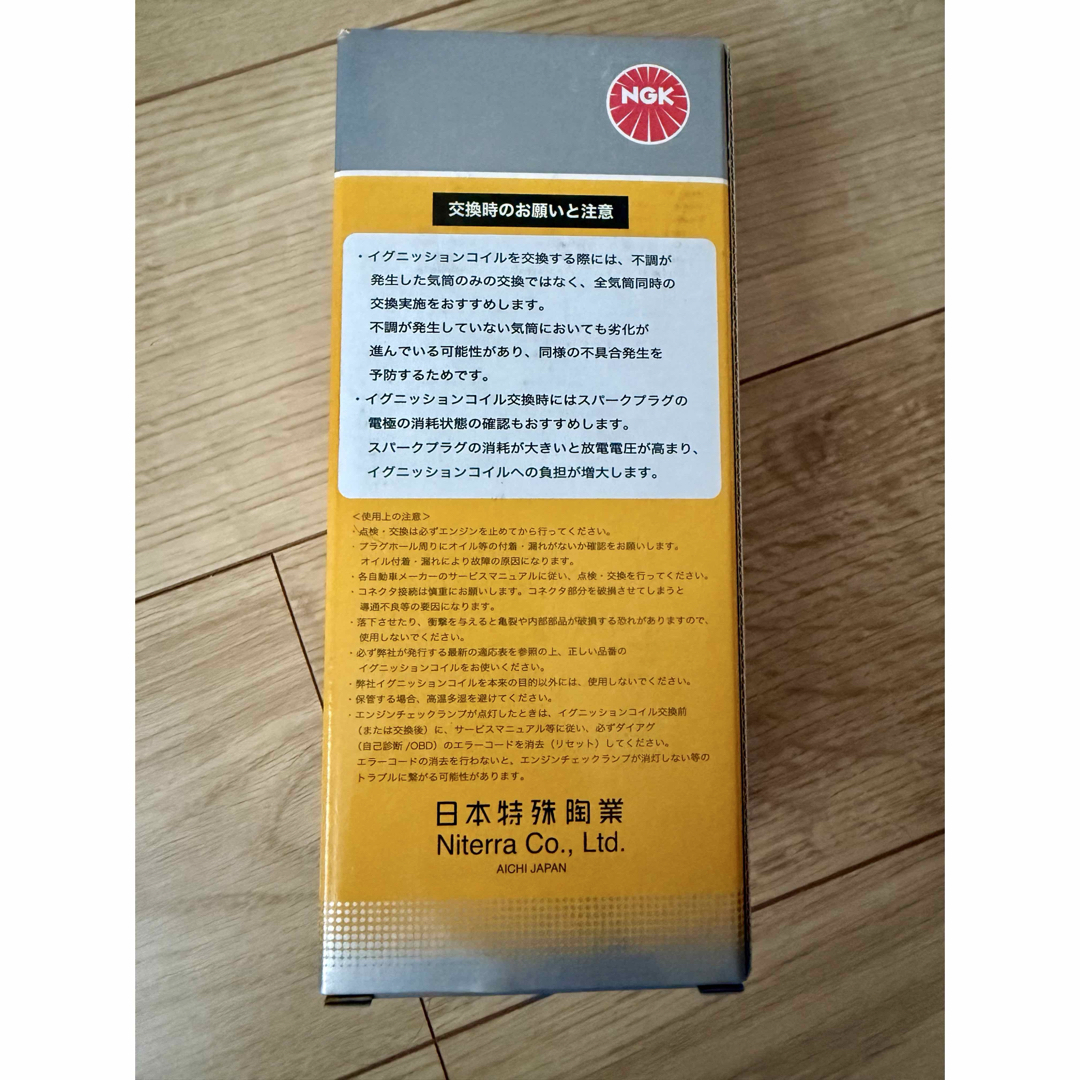 NGK
交換時のお願いと注意
・イグニッションコイルを交換する際には、不調が
発生した気筒のみの交換ではなく、全気筒同時の
交換実施をおすすめします。
不調が発生していない気筒においても劣化が
進んでいる可能性があり、同様の不具合発生を
予防するためです。
・イグニッションコイル交換時にはスパークプラグの
電極の消耗状態の確認もおすすめします。
スパークプラグの消耗が大きいと放電電圧が高まり、
イグニッションコイルへの負担が増大します。
＜使用上の注意＞
・点検・交換は必ずエンジンを止めてから行ってください。
・プラグホール周りにオイル等の付着・漏れがないか確認をお願いします。
オイル付着・漏れにより故障の原因になります。
・各自動車メーカーのサービスマニュアルに従い、点検・交換を行ってください。
・コネクタ接続は慎重にお願いします。コネクタ部分を破損させてしまうと
導通不良等の要因になります。
・落下させたり、衝撃を与えると亀裂や内部部品が破損する恐れがありますので、
使用しないでください。
・必ず弊社が発行する最新の適応表を参照の上、正しい品番の
イグニッションコイルをお使いください。
・弊社イグニッションコイルを本来の目的以外には、使用しないでください。
・保管する場合、高温多湿を避けてください。
・エンジンチェックランプが点灯したときは、イグニッションコイル交換前
（または交換後）に、サービスマニュアル等に従い、必ずダイアグ
（自己診断 /OBD）のエラーコードを消去（リセット）してください。
エラーコードの消去を行わないと、エンジンチェックランプが消灯しない等の
トラブルに繋がる可能性があります。
日本特殊陶業
Niterra Co., Ltd.
AICHI JAPAN